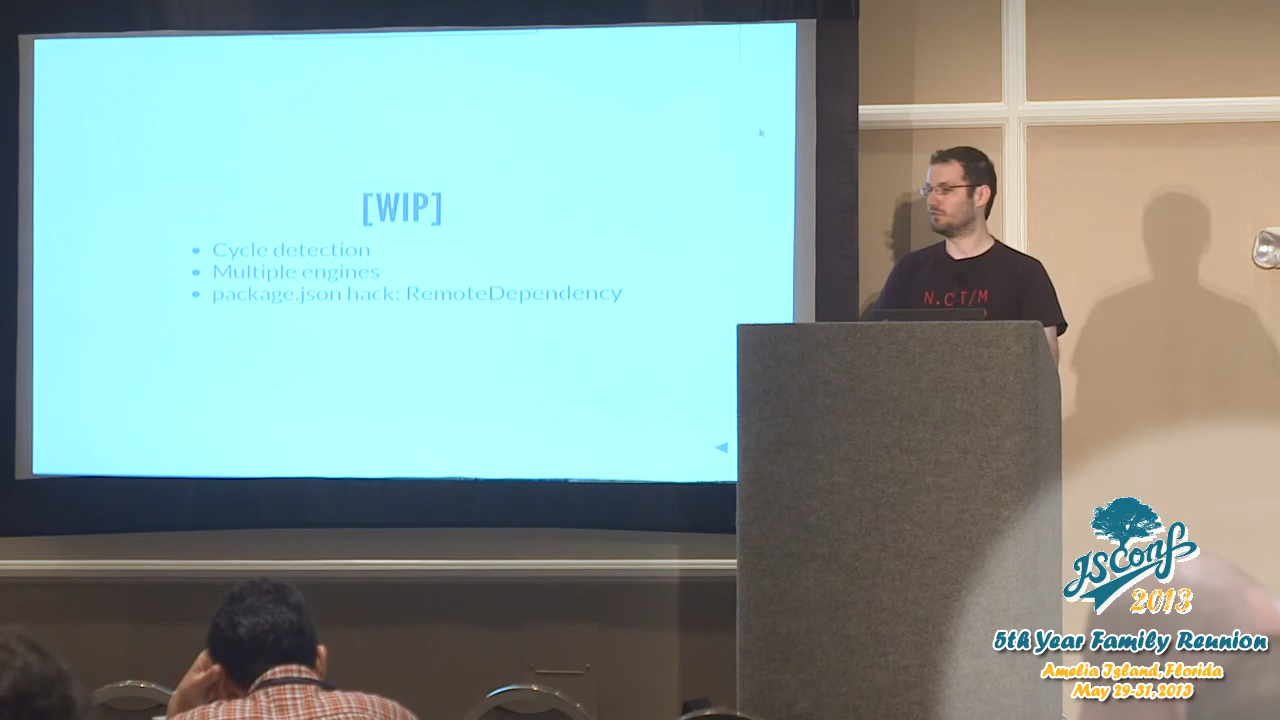 [WIP]
Cycle detection
Multiple engines
package.json hack: RemoteDependency
N.C.T/M
JSConf
2013
5th Year Family Reunion
Amelia Island, Florida
May 29-31, 2013